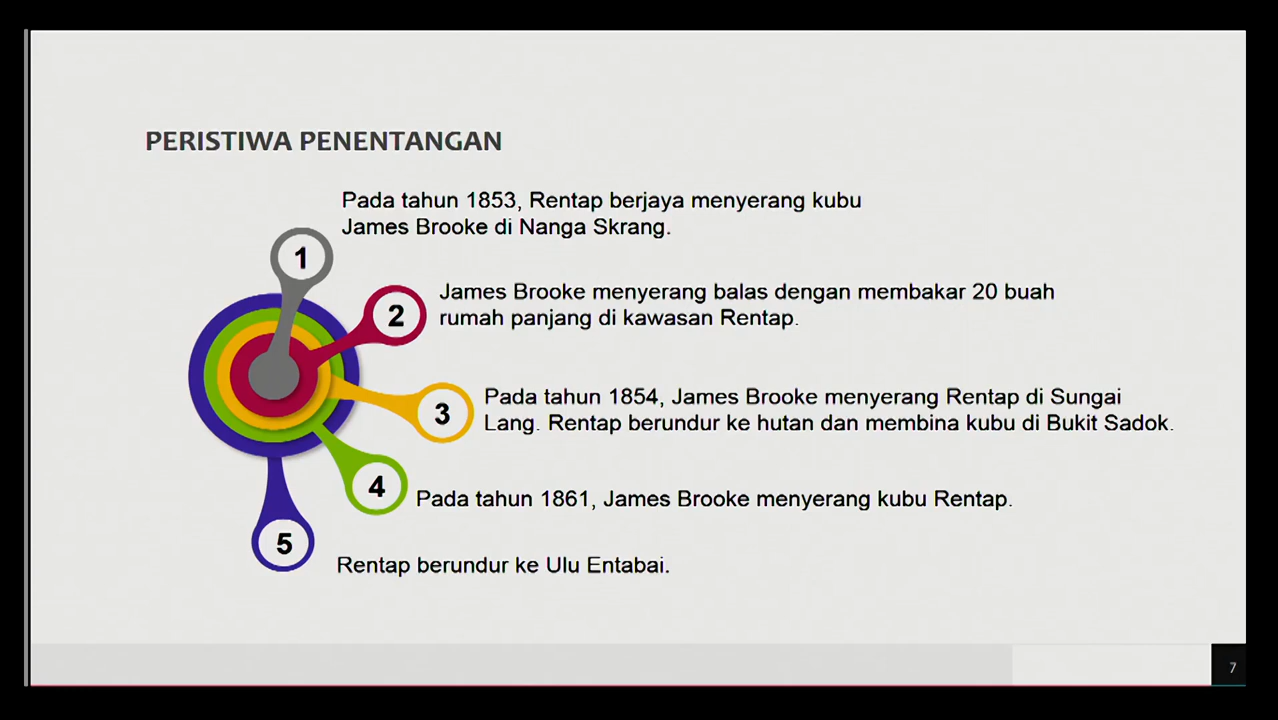 PERISTIWA PENENTANGAN
Pada tahun 1853, Rentap berjaya menyerang kubu
James Brooke di Nanga Skrang.
1
2
James Brooke menyerang balas dengan membakar 20 buah
rumah panjang di kawasan Rentap.
3
Pada tahun 1854, James Brooke menyerang Rentap di Sungai
Lang. Rentap berundur ke hutan dan membina kubu di Bukit Sadok.
4
Pada tahun 1861, James Brooke menyerang kubu Rentap.
5
Rentap berundur ke Ulu Entabai.
7